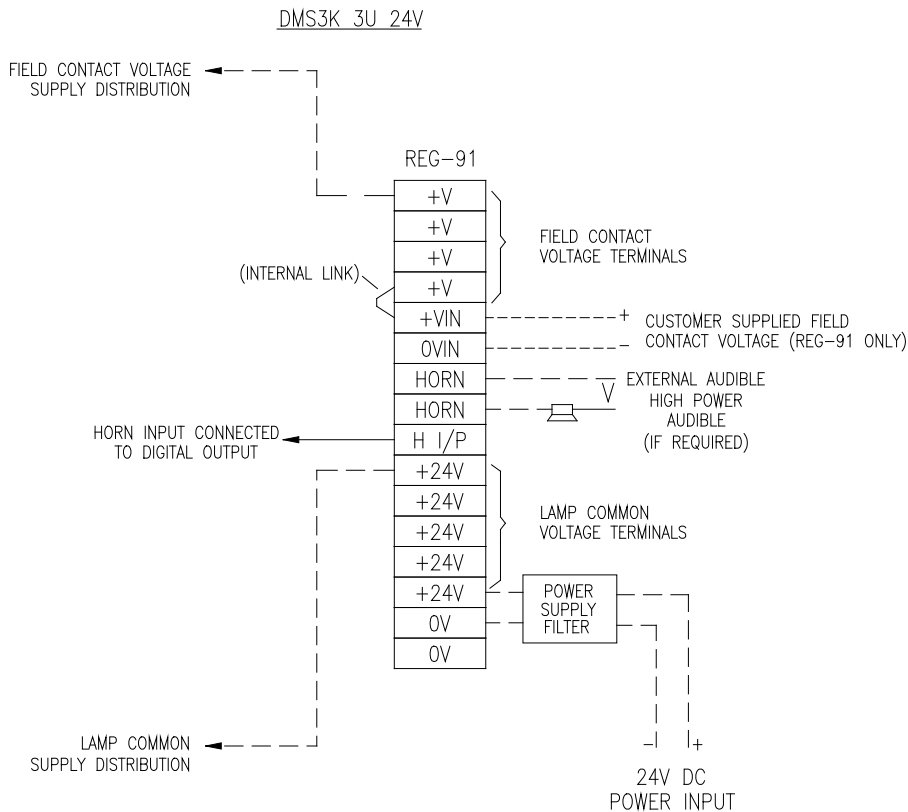 DMS3K 3U 24V
FIELD CONTACT VOLTAGE
SUPPLY DISTRIBUTION
REG-91
+V
+V
+V
+V
+VIN
0VIN
HORN
HORN
H I/P
+24V
+24V
+24V
+24V
+24V
0V
0V
(INTERNAL LINK)
FIELD CONTACT
VOLTAGE TERMINALS
+ CUSTOMER SUPPLIED FIELD
- CONTACT VOLTAGE (REG-91 ONLY)
EXTERNAL AUDIBLE
V HIGH POWER
AUDIBLE
(IF REQUIRED)
HORN INPUT CONNECTED
TO DIGITAL OUTPUT
LAMP COMMON
VOLTAGE TERMINALS
POWER
SUPPLY
FILTER
LAMP COMMON
SUPPLY DISTRIBUTION
- +
24V DC
POWER INPUT